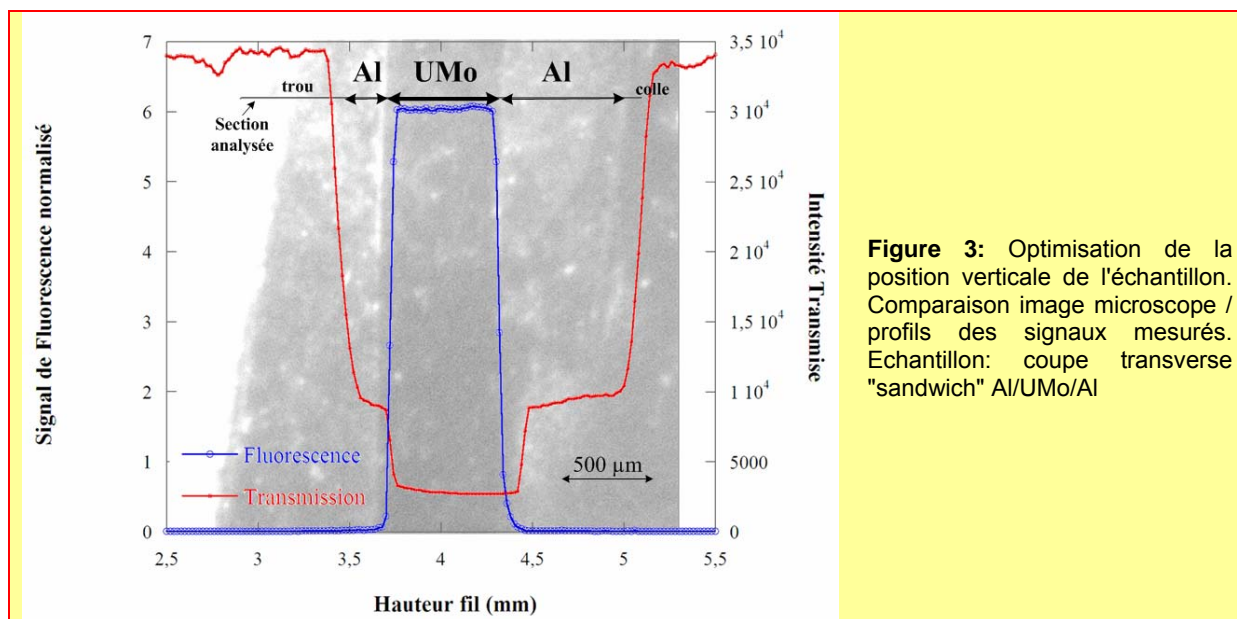 7
6
5
4
3
2
1
0
Signal de Fluorescence normalisé
Al UMo Al
trou
colle
Section
analysée
Fluorescence
Transmission
500 µm
3,5 10⁴
3 10⁴
2,5 10⁴
2 10⁴
1,5 10⁴
1 10⁴
5000
0
Intensité Transmise
2,5 3 3,5 4 4,5 5 5,5
Hauteur fil (mm)
Figure 3: Optimisation de la
position verticale de l'échantillon.
Comparaison image microscope /
profils des signaux mesurés.
Echantillon: coupe transverse
"sandwich" Al/UMo/Al